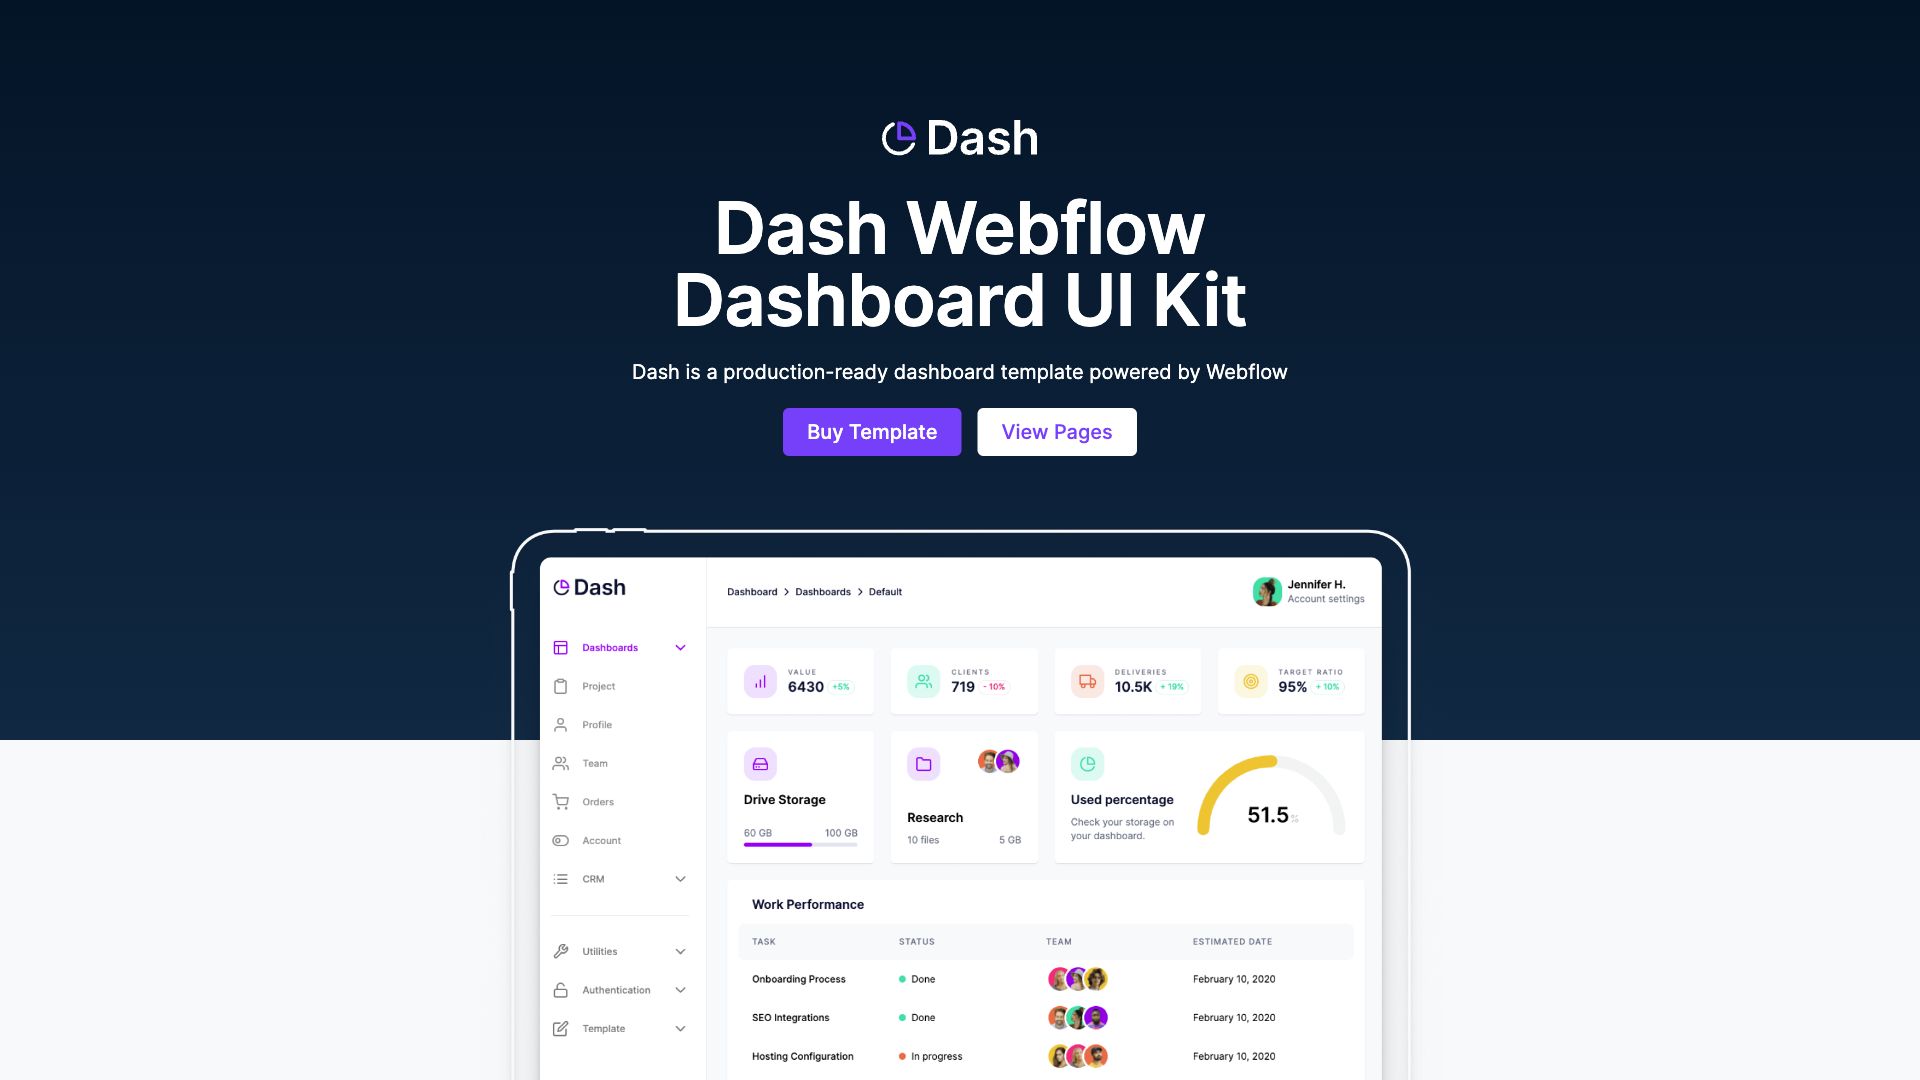 Dash
Dash Webflow
Dashboard UI Kit
Dash is a production-ready dashboard template powered by Webflow
Buy Template
View Pages
Dash
Dashboard > Dashboards > Default
Jennifer H.
Account settings
Dashboards
Project
Profile
Team
Orders
Account
CRM
Utilities
Authentication
Template
VALUE
6430 +5%
CLIENTS
719 - 10%
DELIVERIES
10.5K + 19%
TARGET RATIO
95% + 10%
Drive Storage
60 GB 100 GB
Research
10 files 5 GB
Used percentage
Check your storage on
your dashboard.
51.5%
Work Performance
TASK STATUS TEAM ESTIMATED DATE
Onboarding Process Done February 10, 2020
SEO Integrations Done February 10, 2020
Hosting Configuration In progress February 10, 2020